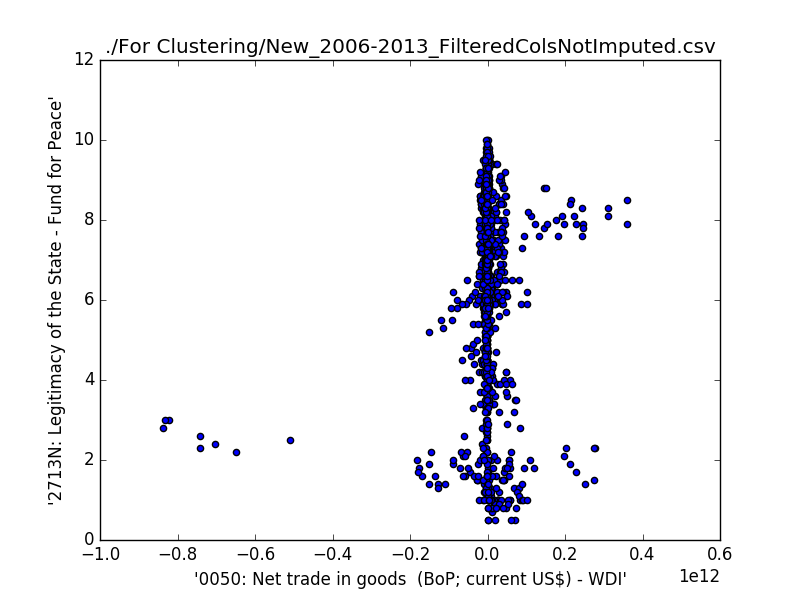 ./For Clustering/New_2006-2013_FilteredColsNotImputed.csv
'2713N: Legitimacy of the State - Fund for Peace'
12
10
8
6
4
2
0
−1.0 −0.8 −0.6 −0.4 −0.2 0.0 0.2 0.4 0.6
1e12
'0050: Net trade in goods  (BoP; current US$) - WDI'